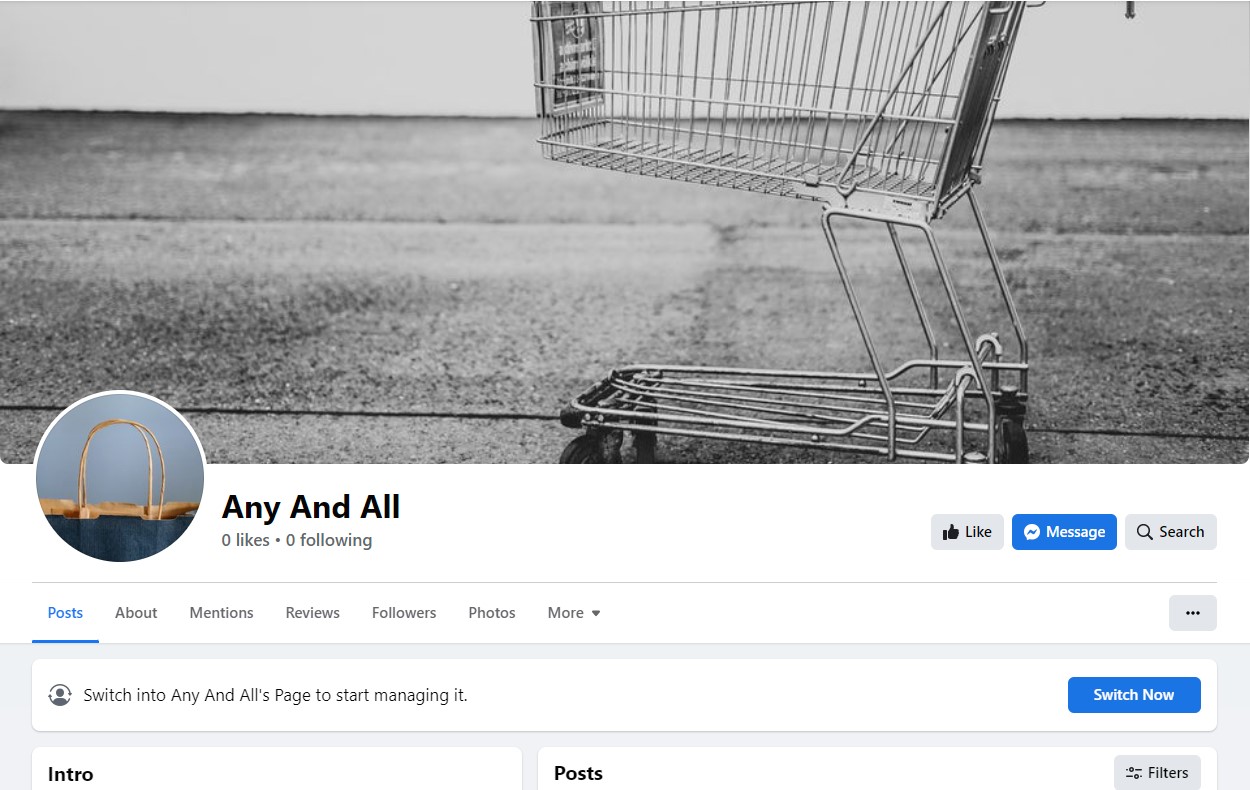 Any And All
0 likes • 0 following
Like
Message
Search
Posts
About
Mentions
Reviews
Followers
Photos
More
Switch into Any And All's Page to start managing it.
Switch Now
Intro
Posts
Filters